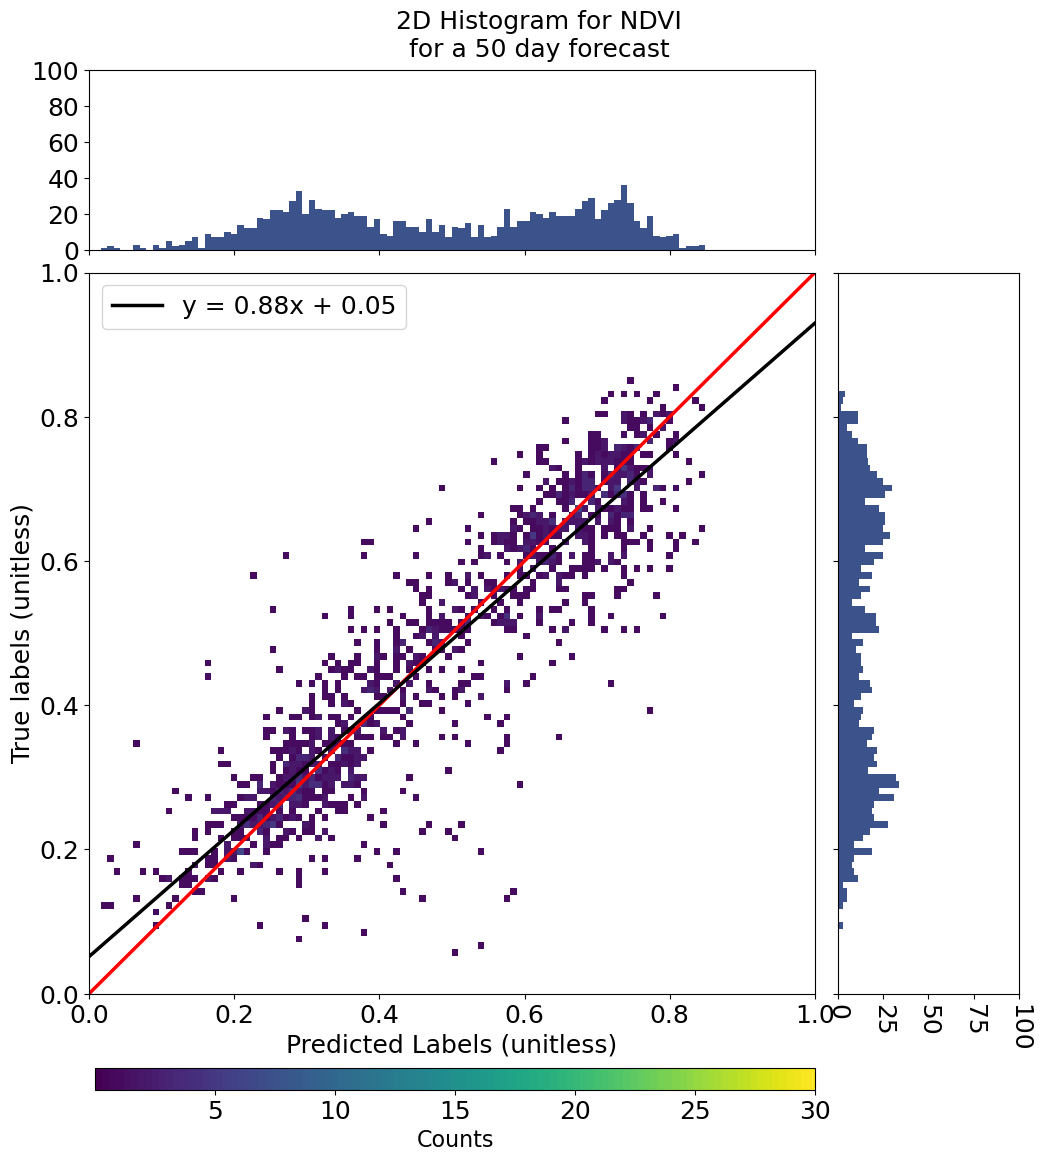 2D Histogram for NDVI
for a 50 day forecast
100
80
60
40
20
0
1.0
0.8
0.6
0.4
0.2
0.0
True labels (unitless)
y = 0.88x + 0.05
0.0 0.2 0.4 0.6 0.8 1.0
Predicted Labels (unitless)
0 25 50 75 100
5 10 15 20 25 30
Counts